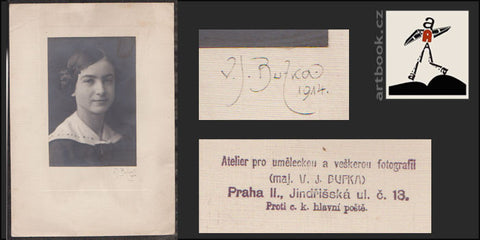 V. J. Bufka
1914.
artbook.cz
a
A
Atelier pro uměleckou a veškerou fotografii
(maj. V. J. BUFKA)
Praha II., Jindřišská ul. č. 13.
Proti c. k. hlavní poště.